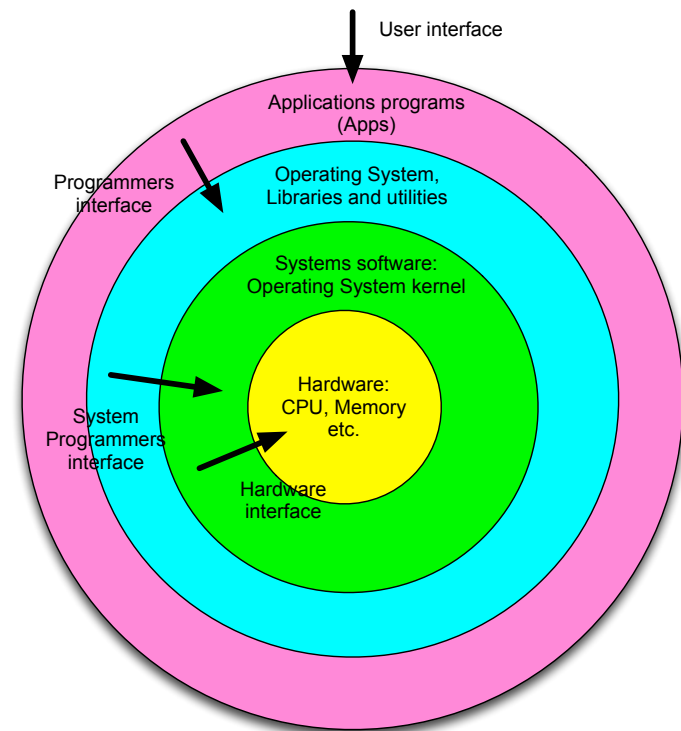 User interface
Applications programs
(Apps)
Programmers
interface
Operating System,
Libraries and utilities
Systems software:
Operating System kernel
Hardware:
CPU, Memory
etc.
System
Programmers
interface
Hardware
interface